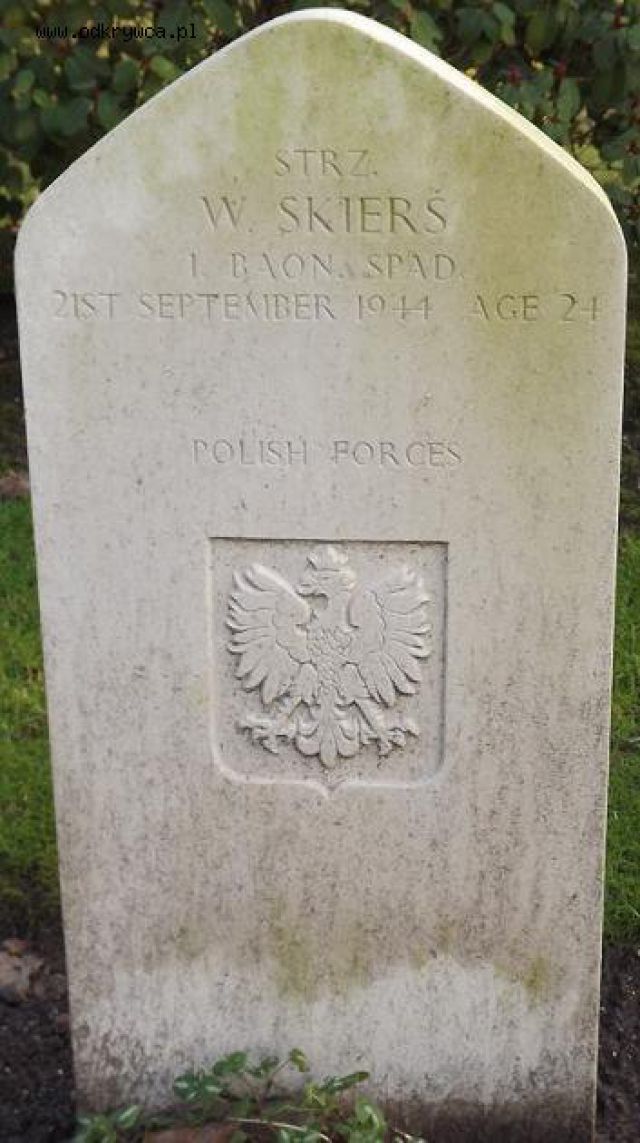 www.odkrywca.pl
STRZ.
W. SKIERŚ
1. BAON. SPAD.
21ST SEPTEMBER 1944 AGE 24
POLISH FORCES